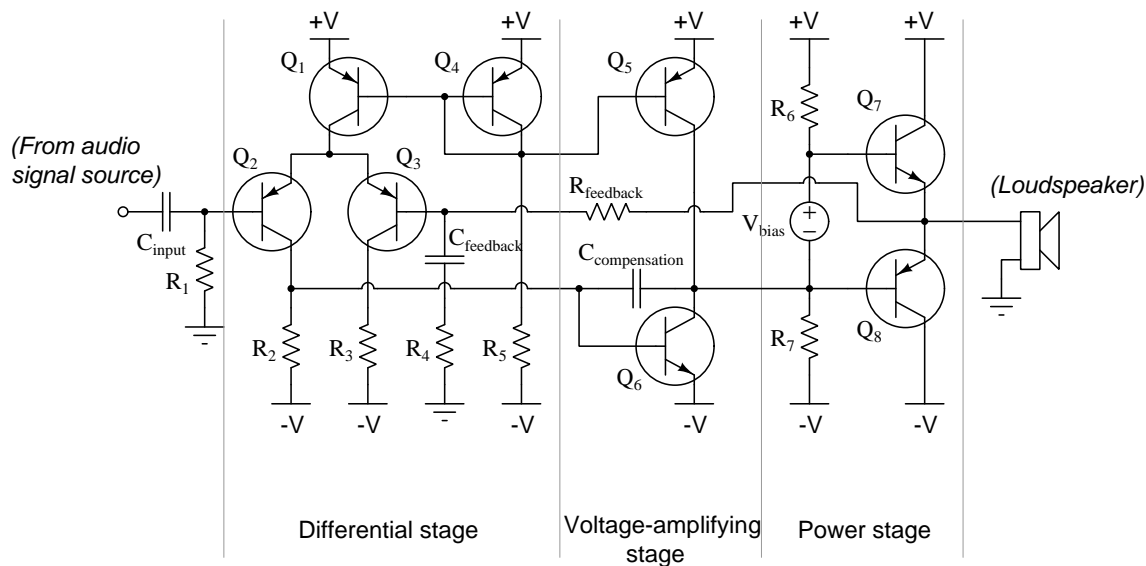 +V
+V
+V
+V
+V
Q1
Q4
Q5
R6
Q7
(From audio
signal source)
Q2
Q3
Rfeedback
(Loudspeaker)
Vbias
+
-
Cinput
R1
Cfeedback
Ccompensation
R2
R3
R4
R5
Q6
R7
Q8
-V
-V
-V
-V
-V
-V
Differential stage
Voltage-amplifying
stage
Power stage